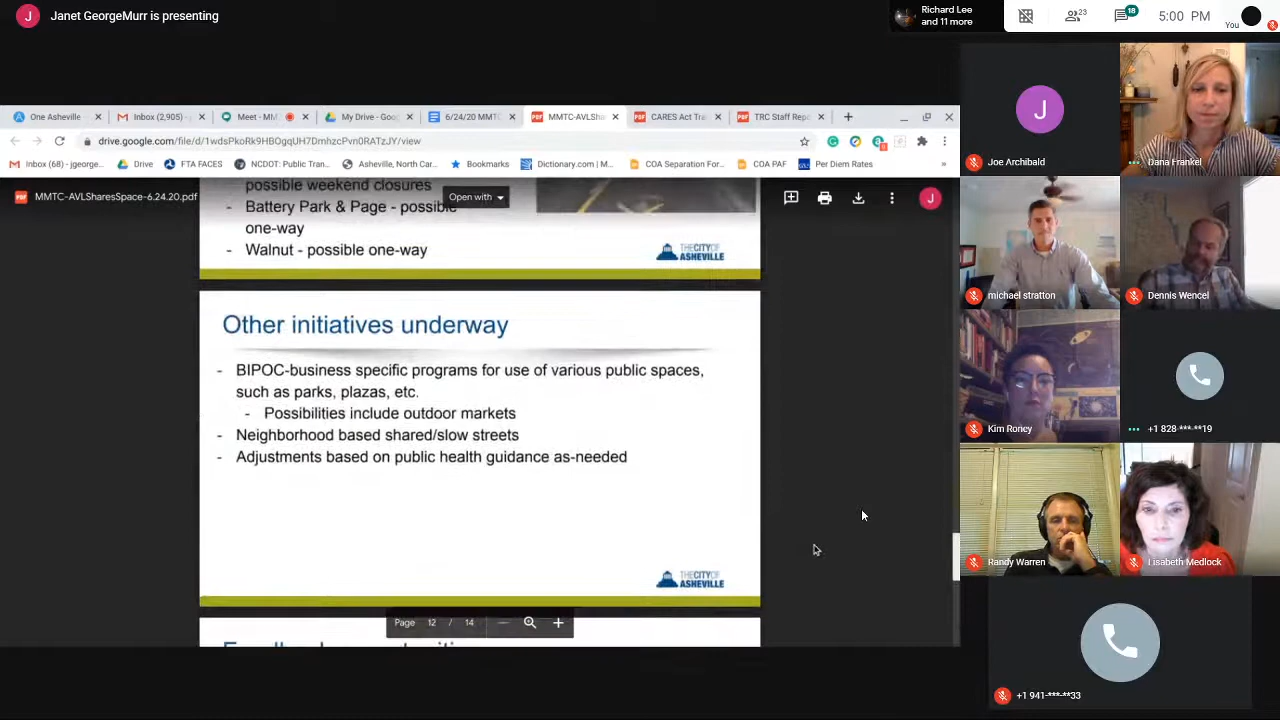 J
Janet GeorgeMurr is presenting
Richard Lee
and 11 more
23
18
5:00 PM
You
One Asheville
Inbox (2,905) -
Meet - MM
My Drive - Goo
6/24/20 MMTC
MMTC-AVLSha
CARES Act Tra
TRC Staff Repo
drive.google.com/file/d/1wdsPkoRk9HBOgqUH7DmhzcPvn0RATzJY/view
Inbox (68) - jgeorge...
Drive
FTA FACES
NCDOT: Public Tran...
Asheville, North Car...
Bookmarks
Dictionary.com | M...
COA Separation For...
COA PAF
Per Diem Rates
»
PDF
MMTC-AVLSharesSpace-6.24.20.pdf
Open with
J
possible weekend closures
- Battery Park & Page - possible
one-way
- Walnut - possible one-way
THE CITY OF
ASHEVILLE
Other initiatives underway
- BIPOC-business specific programs for use of various public spaces,
such as parks, plazas, etc.
- Possibilities include outdoor markets
- Neighborhood based shared/slow streets
- Adjustments based on public health guidance as-needed
THE CITY OF
ASHEVILLE
Page 12 / 14
J
Joe Archibald
Dana Frankel
michael stratton
Dennis Wencel
Kim Roney
+1 828-***-**19
Randy Warren
Lisabeth Medlock
+1 941-***-**33